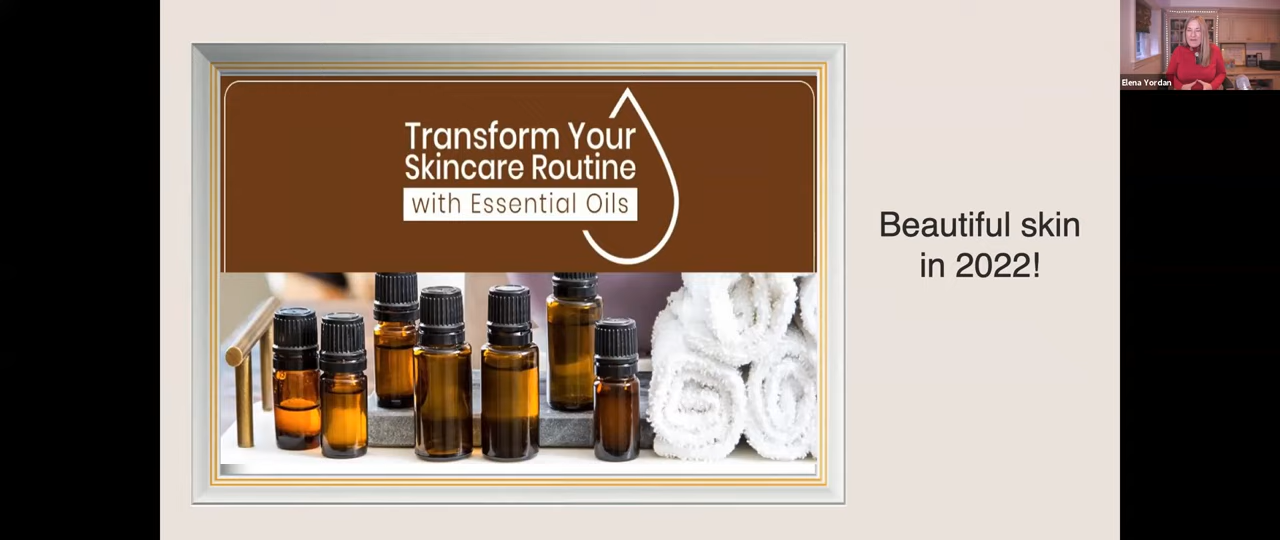 Transform Your
Skincare Routine
with Essential Oils
Beautiful skin
in 2022!
Elena Yordan